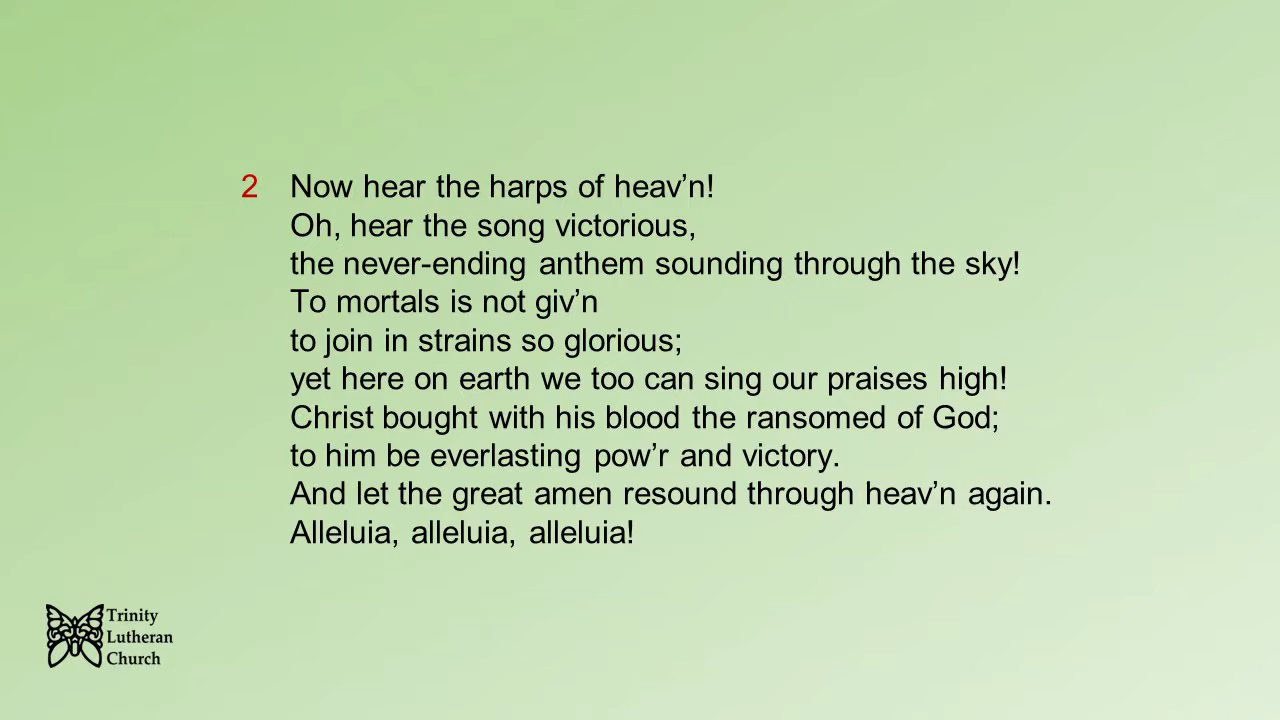 2 Now hear the harps of heav’n!
Oh, hear the song victorious,
the never-ending anthem sounding through the sky!
To mortals is not giv’n
to join in strains so glorious;
yet here on earth we too can sing our praises high!
Christ bought with his blood the ransomed of God;
to him be everlasting pow’r and victory.
And let the great amen resound through heav’n again.
Alleluia, alleluia, alleluia!
Trinity
Lutheran
Church